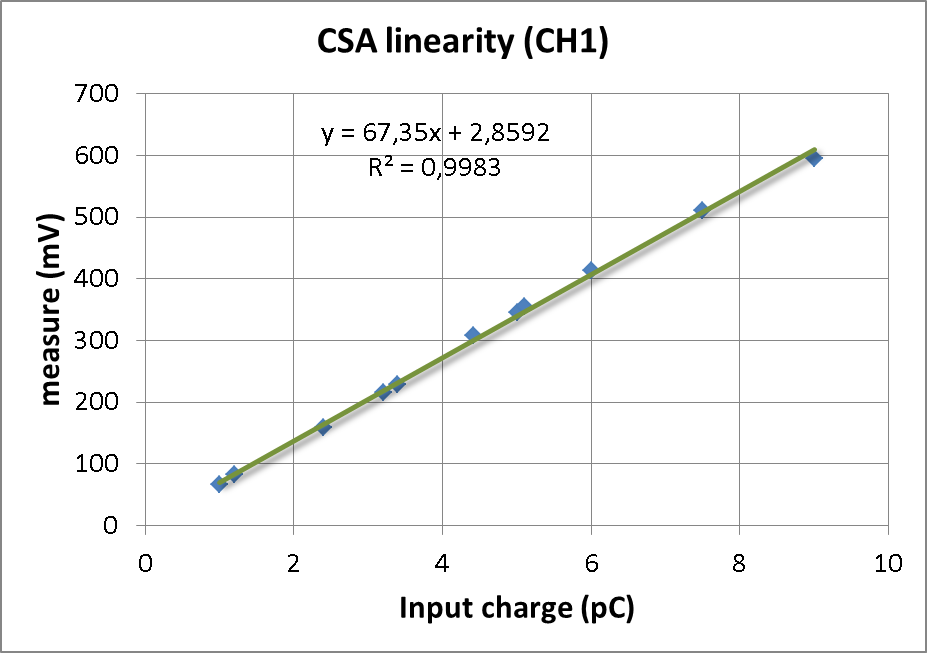 CSA linearity (CH1)
y = 67,35x + 2,8592
R² = 0,9983
measure (mV)
700
600
500
400
300
200
100
0
0 2 4 6 8 10
Input charge (pC)